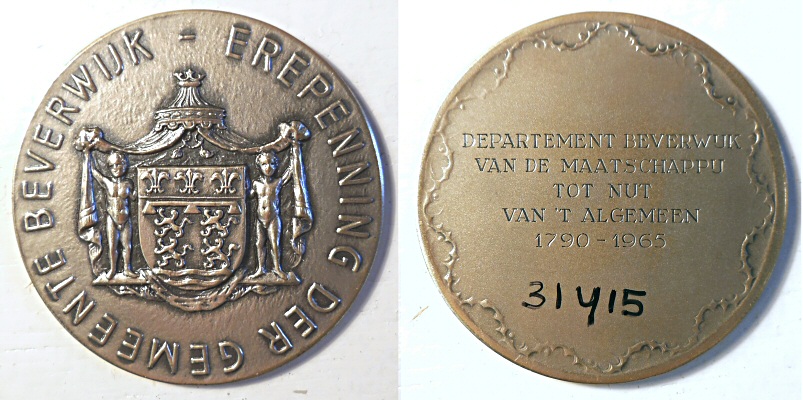 EREPENNING DER GEMEENTE BEVERWIJK -
DEPARTEMENT BEVERWIJK
VAN DE MAATSCHAPPIJ
TOT NUT
VAN 'T ALGEMEEN
1790 - 1965
31415